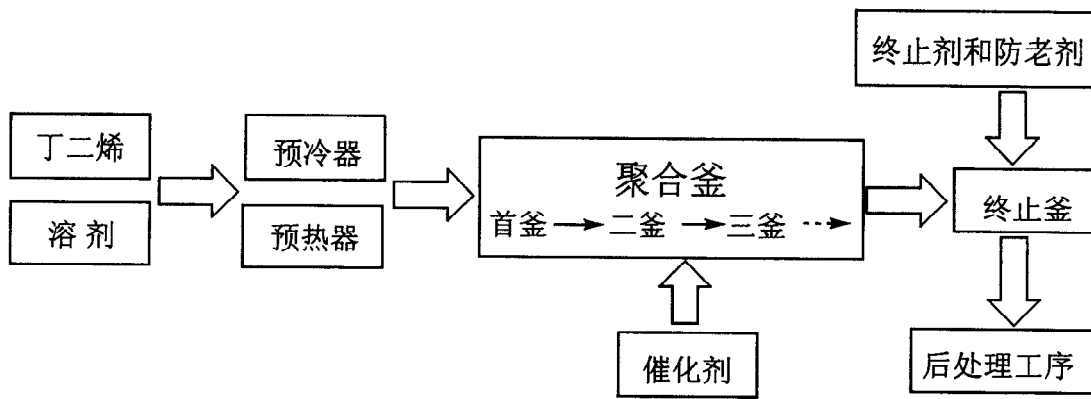 终止剂和防老剂
丁二烯
溶 剂
预冷器
预热器
聚合釜
首釜 二釜 三釜
终止釜
催化剂
后处理工序